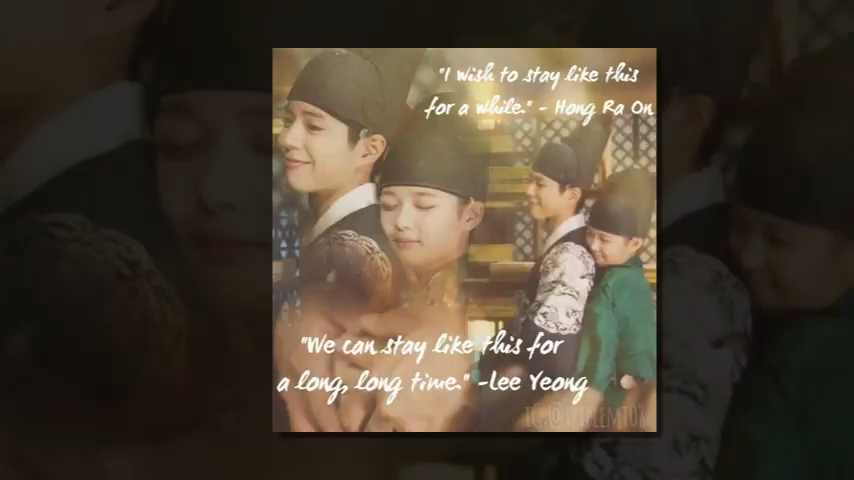 "I wish to stay like this
for a while." - Hong Ra On
"We can stay like this for
a long, long time." -Lee Yeong